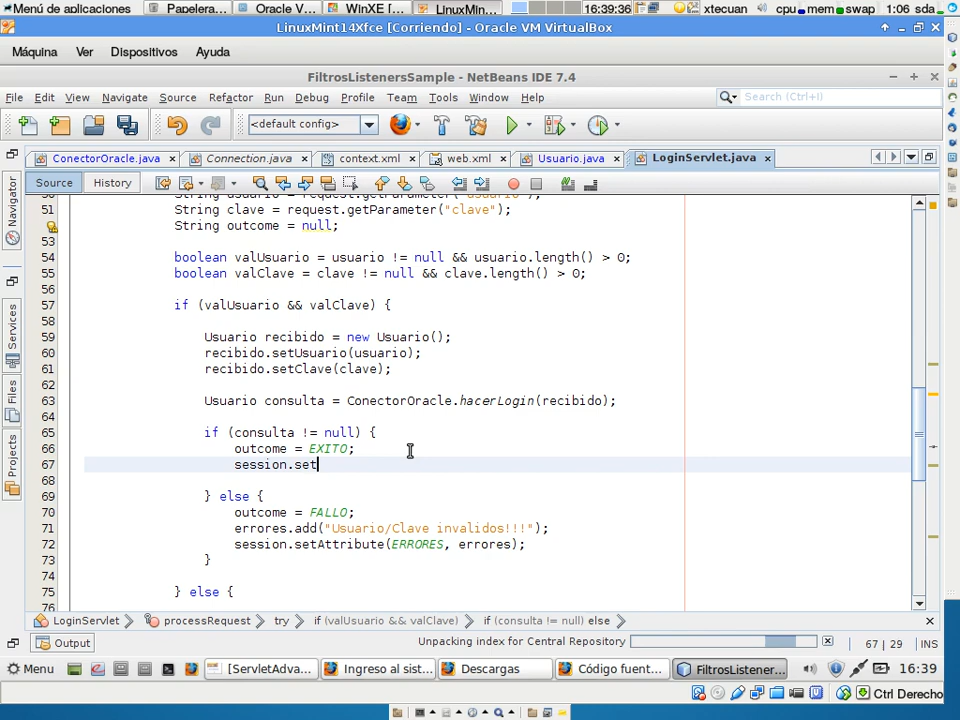 Menú de aplicaciones Papelera... Oracle V... WinXE [... LinuxMint... 16:39:36 xtecuan cpu mem swap 1:06 sda
LinuxMint14Xfce [Corriendo] - Oracle VM VirtualBox
Máquina Ver Dispositivos Ayuda
FiltrosListenersSample - NetBeans IDE 7.4
File Edit View Navigate Source Refactor Run Debug Profile Team Tools Window Help Search (Ctrl+I)
<default config>
ConectorOracle.java Connection.java context.xml web.xml Usuario.java LoginServlet.java
Source History
Navigator
Services
Files
Projects
String usuario = request.getParameter("usuario");
51 String clave = request.getParameter("clave");
String outcome = null;
53
54 boolean valUsuario = usuario != null && usuario.length() > 0;
55 boolean valClave = clave != null && clave.length() > 0;
56
57 if (valUsuario && valClave) {
58
59 Usuario recibido = new Usuario();
60 recibido.setUsuario(usuario);
61 recibido.setClave(clave);
62
63 Usuario consulta = ConectorOracle.hacerLogin(recibido);
64
65 if (consulta != null) {
66 outcome = EXITO;
67 session.set
68
69 } else {
70 outcome = FALLO;
71 errores.add("Usuario/Clave invalidos!!!");
72 session.setAttribute(ERRORES, errores);
73 }
74
75 } else {
76
LoginServlet processRequest try if (valUsuario && valClave) if (consulta != null) else
Output Unpacking index for Central Repository 67 | 29 INS
Menu [ServletAdva... Ingreso al sist... Descargas Código fuent... FiltrosListener... 16:39
Ctrl Derecho